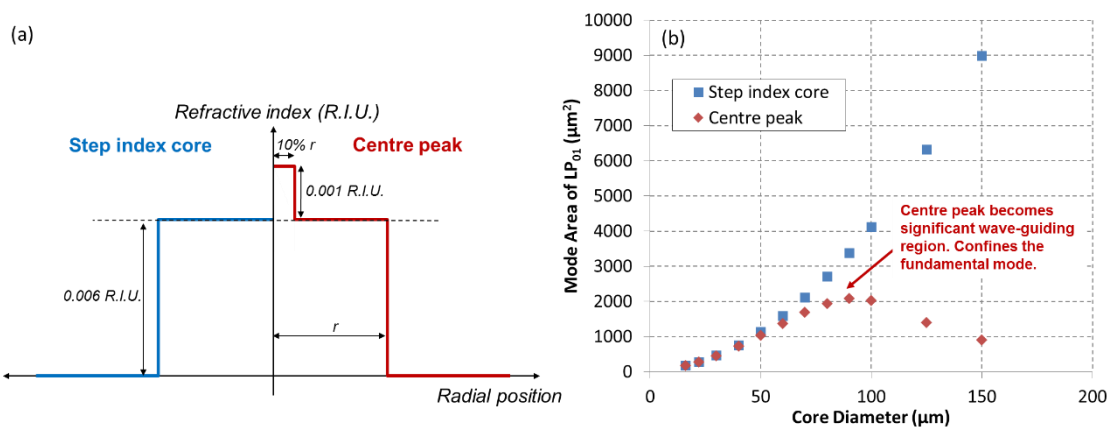 (a)
Refractive index (R.I.U.)
Step index core
10% r
Centre peak
0.001 R.I.U.
0.006 R.I.U.
r
Radial position
(b)
Mode Area of LP01 (µm²)
10000
9000
8000
7000
6000
5000
4000
3000
2000
1000
0
Step index core
Centre peak
Centre peak becomes
significant wave-guiding
region. Confines the
fundamental mode.
0 50 100 150 200
Core Diameter (µm)